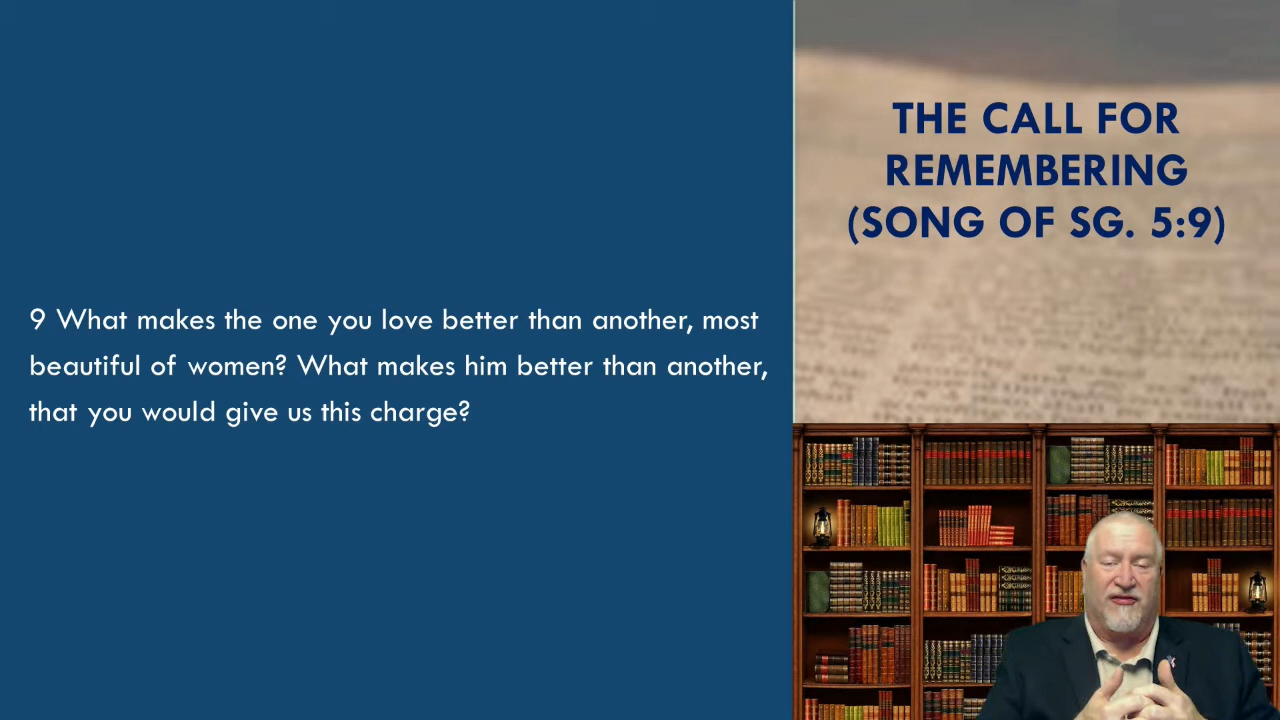 THE CALL FOR
REMEMBERING
(SONG OF SG. 5:9)
9 What makes the one you love better than another, most
beautiful of women? What makes him better than another,
that you would give us this charge?